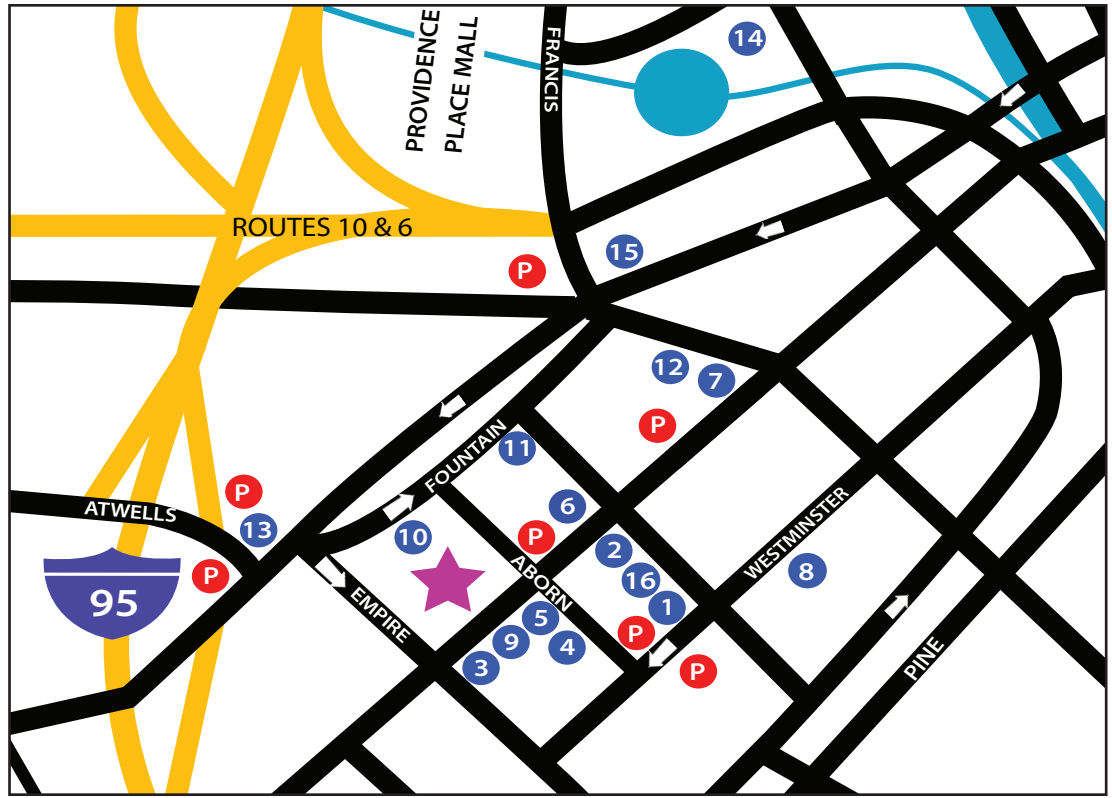 PROVIDENCE
PLACE MALL
FRANCIS
14
ROUTES 10 & 6
15
P
12
7
P
FOUNTAIN
11
ATWELLS
P
13
P
10
6
P
ABORN
2
16
1
P
WESTMINSTER
8
95
EMPIRE
5
9
4
3
P
PINE